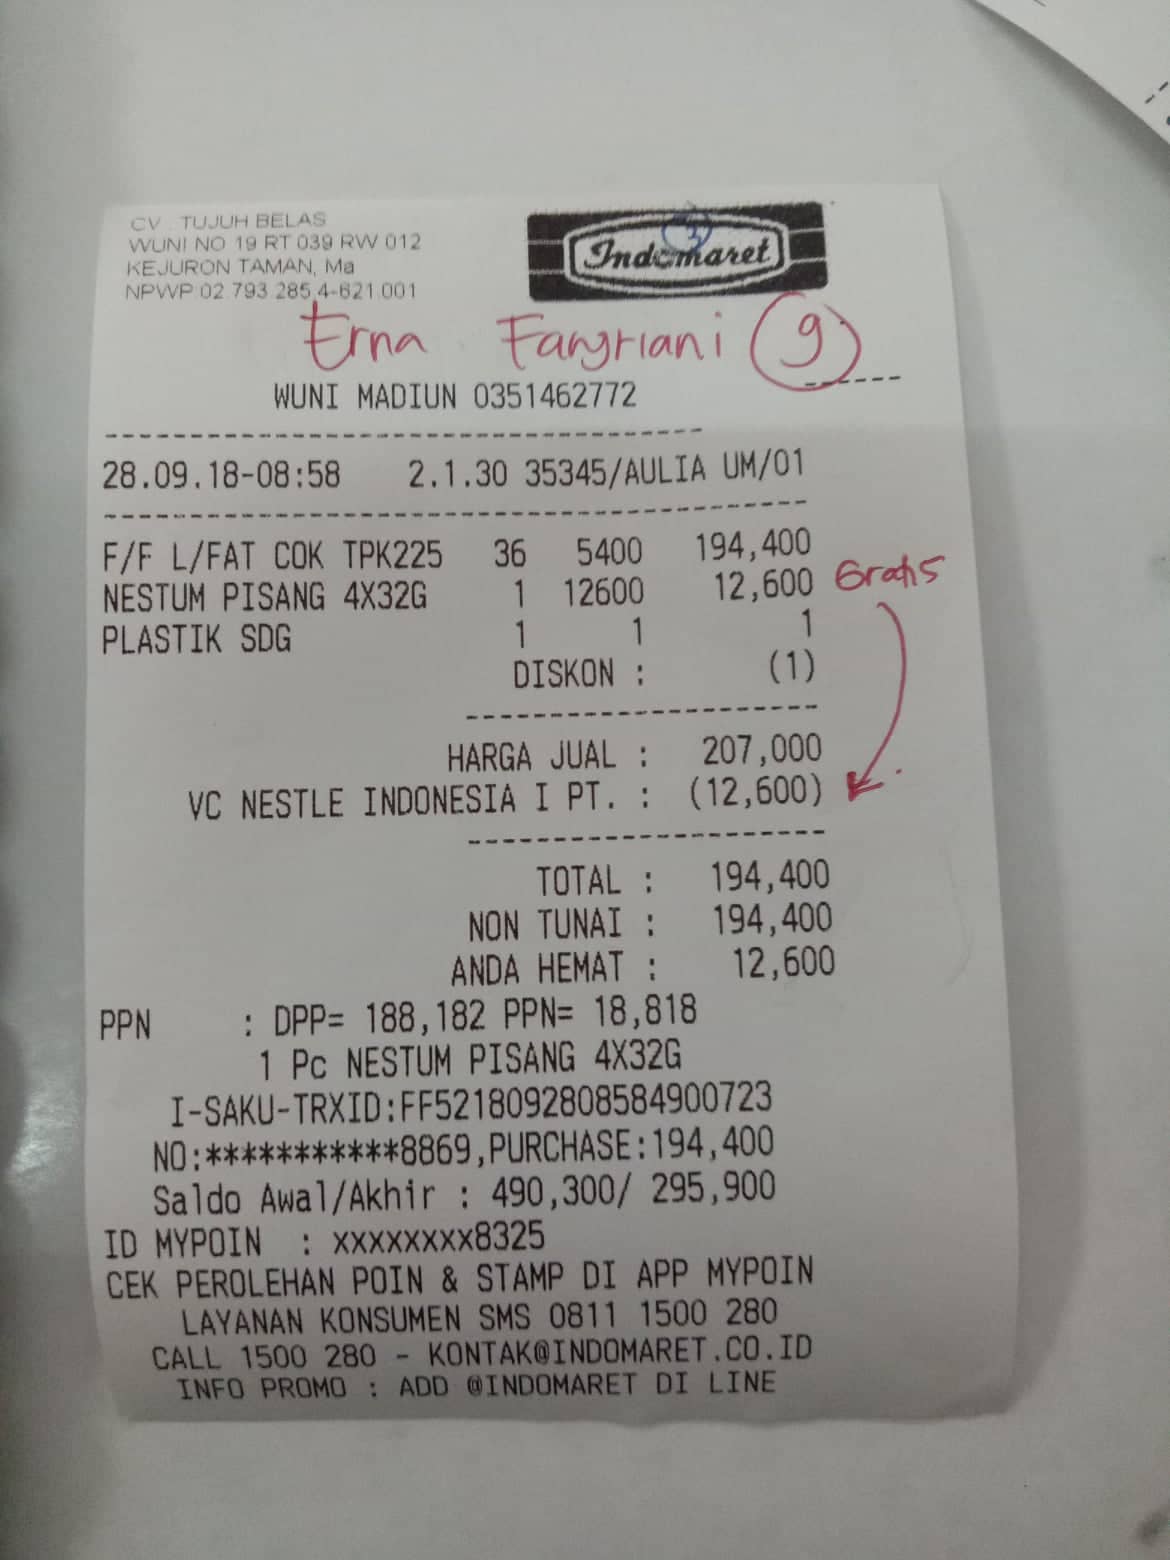 CV. TUJUH BELAS
WUNI NO 19 RT 039 RW 012
KEJURON TAMAN, Ma
NPWP 02.793.285.4-621.001
Indomaret
3
Erna Fangriani 9
WUNI MADIUN 0351462772
28.09.18-08:58 2.1.30 35345/AULIA UM/01
F/F L/FAT COK TPK225 36 5400 194,400
NESTUM PISANG 4X32G 1 12600 12,600 Gratis
PLASTIK SDG 1 1 1
DISKON : (1)
HARGA JUAL : 207,000
VC NESTLE INDONESIA I PT. : (12,600)
TOTAL : 194,400
NON TUNAI : 194,400
ANDA HEMAT : 12,600
PPN : DPP= 188,182 PPN= 18,818
1 Pc NESTUM PISANG 4X32G
I-SAKU-TRXID:FF5218092808584900723
NO:***********8869,PURCHASE:194,400
Saldo Awal/Akhir : 490,300/ 295,900
ID MYPOIN : xxxxxxxx8325
CEK PEROLEHAN POIN & STAMP DI APP MYPOIN
LAYANAN KONSUMEN SMS 0811 1500 280
CALL 1500 280 - KONTAK@INDOMARET.CO.ID
INFO PROMO : ADD @INDOMARET DI LINE